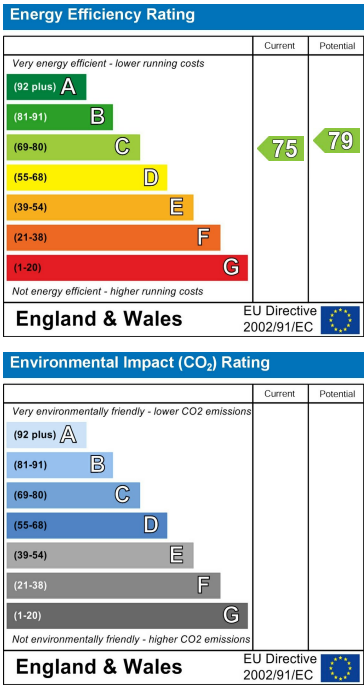 Energy Efficiency Rating
Current Potential
Very energy efficient - lower running costs
(92 plus) A
(81-91) B
(69-80) C
75
79
(55-68) D
(39-54) E
(21-38) F
(1-20) G
Not energy efficient - higher running costs
England & Wales
EU Directive
2002/91/EC
Environmental Impact (CO₂) Rating
Current Potential
Very environmentally friendly - lower CO2 emissions
(92 plus) A
(81-91) B
(69-80) C
(55-68) D
(39-54) E
(21-38) F
(1-20) G
Not environmentally friendly - higher CO2 emissions
England & Wales
EU Directive
2002/91/EC